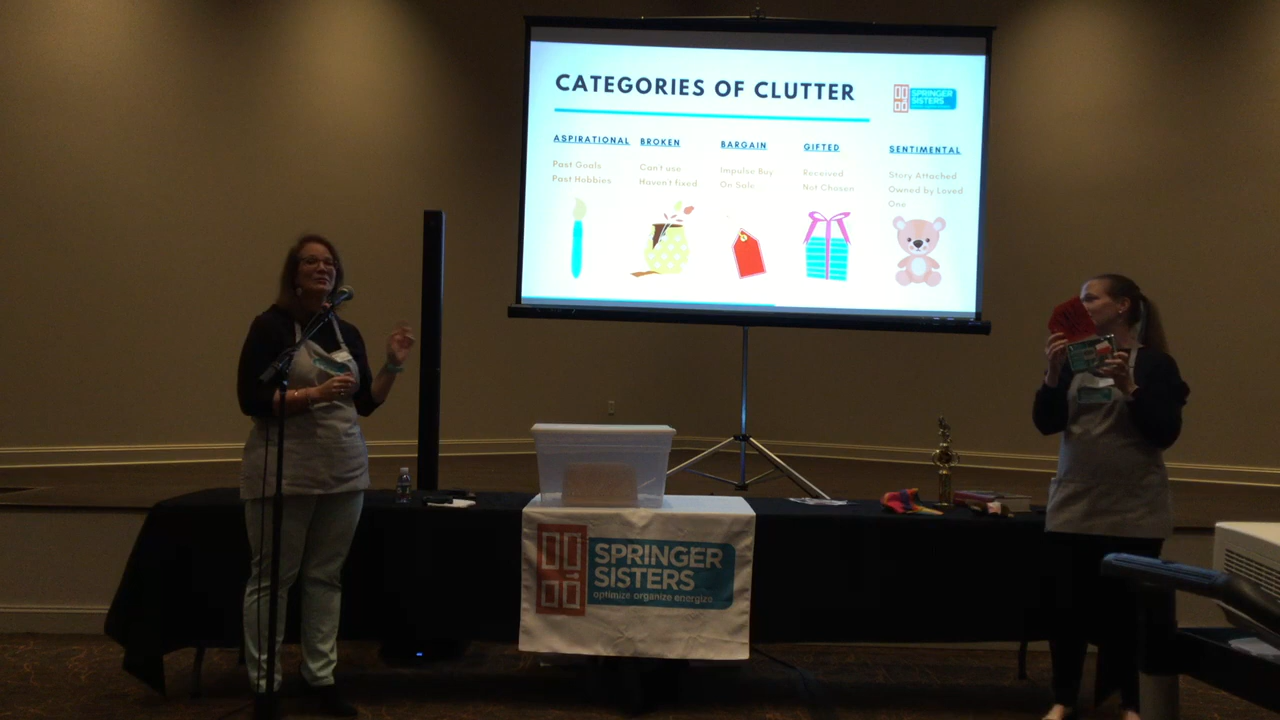 CATEGORIES OF CLUTTER
SPRINGER
SISTERS
ASPIRATIONAL
Past Goals
Past Hobbies
BROKEN
Can't use
Haven't fixed
BARGAIN
Impulse Buy
On Sale
GIFTED
Received
Not Chosen
SENTIMENTAL
Story Attached
Owned by Loved
One
SPRINGER
SISTERS
optimize organize energize